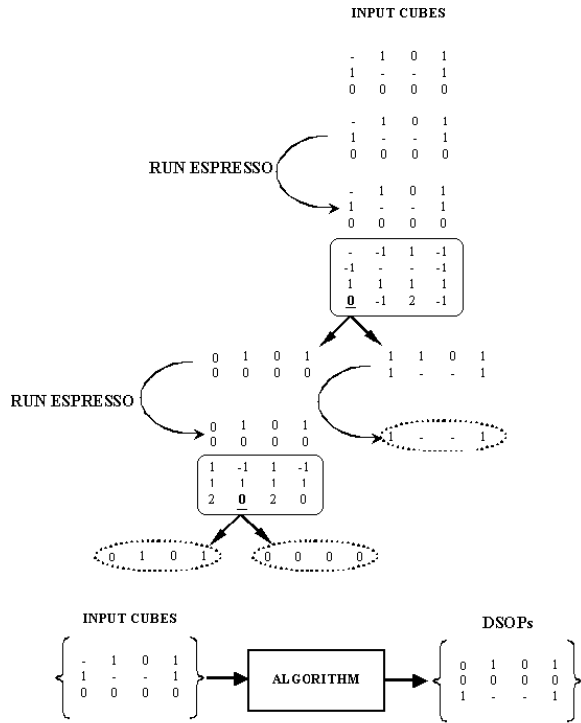 INPUT CUBES
- 1 0 1
1 - - 1
0 0 0 0
- 1 0 1
1 - - 1
0 0 0 0
RUN ESPRESSO
- 1 0 1
1 - - 1
0 0 0 0
- -1 1 -1
-1 - - -1
1 1 1 1
0 -1 2 -1
0 1 0 1
0 0 0 0
1 1 0 1
1 - - 1
RUN ESPRESSO
0 1 0 1
0 0 0 0
1 - - 1
1 -1 1 -1
1 1 1 1
2 0 2 0
0 1 0 1
0 0 0 0
INPUT CUBES
- 1 0 1
1 - - 1
0 0 0 0
ALGORITHM
DSOPs
0 1 0 1
0 0 0 0
1 - - 1